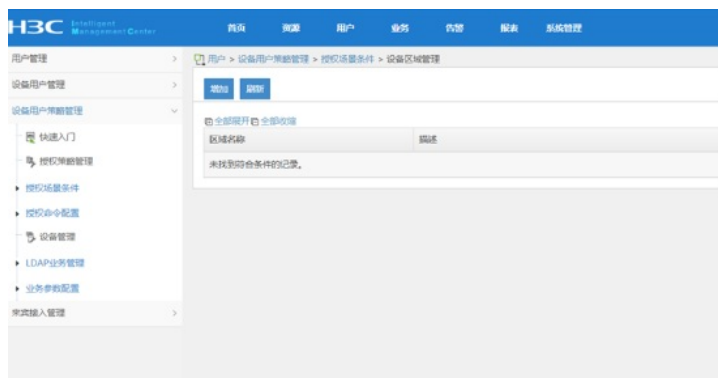 H3C Intelligent Management Center
首页 资源 用户 业务 告警 报表 系统管理
用户管理
设备用户管理
设备用户策略管理
快速入门
授权策略管理
授权场景条件
授权命令配置
设备管理
LDAP业务管理
业务参数配置
来宾接入管理
用户 > 设备用户策略管理 > 授权场景条件 > 设备区域管理
增加 刷新
全部展开 全部收缩
区域名称 描述
未找到符合条件的记录。